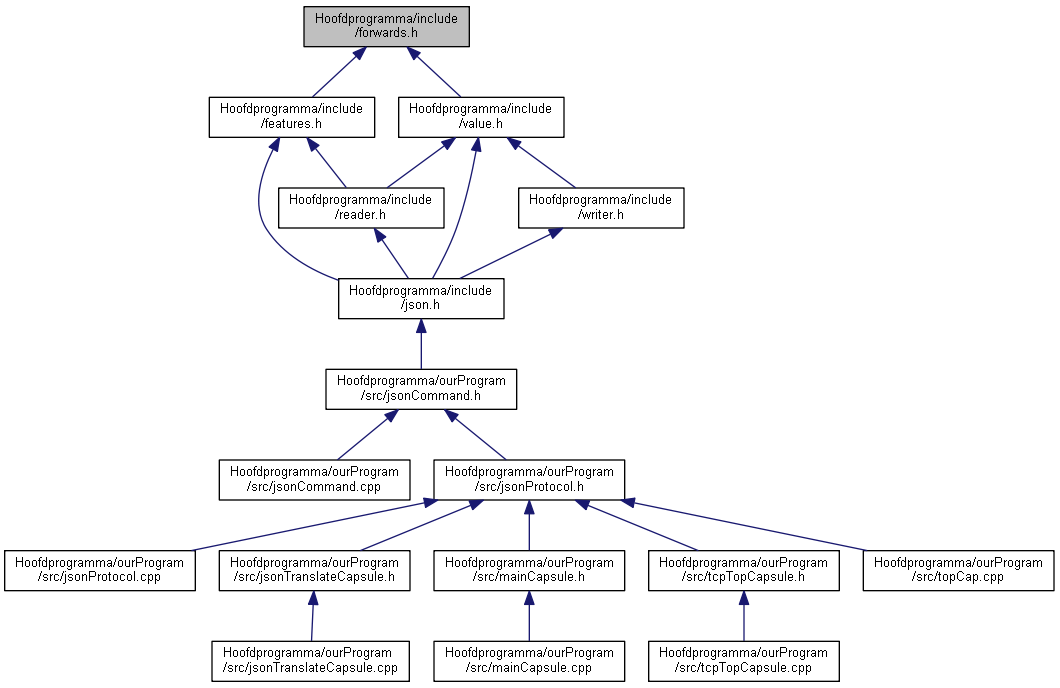 Hoofdprogramma/include
/forwards.h
Hoofdprogramma/include
/features.h
Hoofdprogramma/include
/value.h
Hoofdprogramma/include
/reader.h
Hoofdprogramma/include
/writer.h
Hoofdprogramma/include
/json.h
Hoofdprogramma/ourProgram
/src/jsonCommand.h
Hoofdprogramma/ourProgram
/src/jsonCommand.cpp
Hoofdprogramma/ourProgram
/src/jsonProtocol.h
Hoofdprogramma/ourProgram
/src/jsonProtocol.cpp
Hoofdprogramma/ourProgram
/src/jsonTranslateCapsule.h
Hoofdprogramma/ourProgram
/src/mainCapsule.h
Hoofdprogramma/ourProgram
/src/tcpTopCapsule.h
Hoofdprogramma/ourProgram
/src/topCap.cpp
Hoofdprogramma/ourProgram
/src/jsonTranslateCapsule.cpp
Hoofdprogramma/ourProgram
/src/mainCapsule.cpp
Hoofdprogramma/ourProgram
/src/tcpTopCapsule.cpp